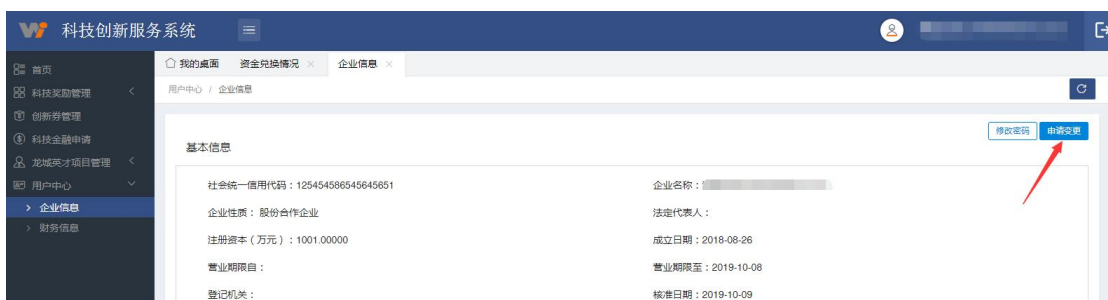 科技创新服务系统
首页
科技奖励管理
创新券管理
科技金融申请
龙城英才项目管理
用户中心
企业信息
财务信息
我的桌面 资金兑换情况 × 企业信息 ×
用户中心 / 企业信息
修改密码 申请变更
基本信息
社会统一信用代码：125454586545645651 企业名称：
企业性质：股份合作企业 法定代表人：
注册资本（万元）：1001.00000 成立日期：2018-08-26
营业期限自： 营业期限至：2019-10-08
登记机关： 核准日期：2019-10-09